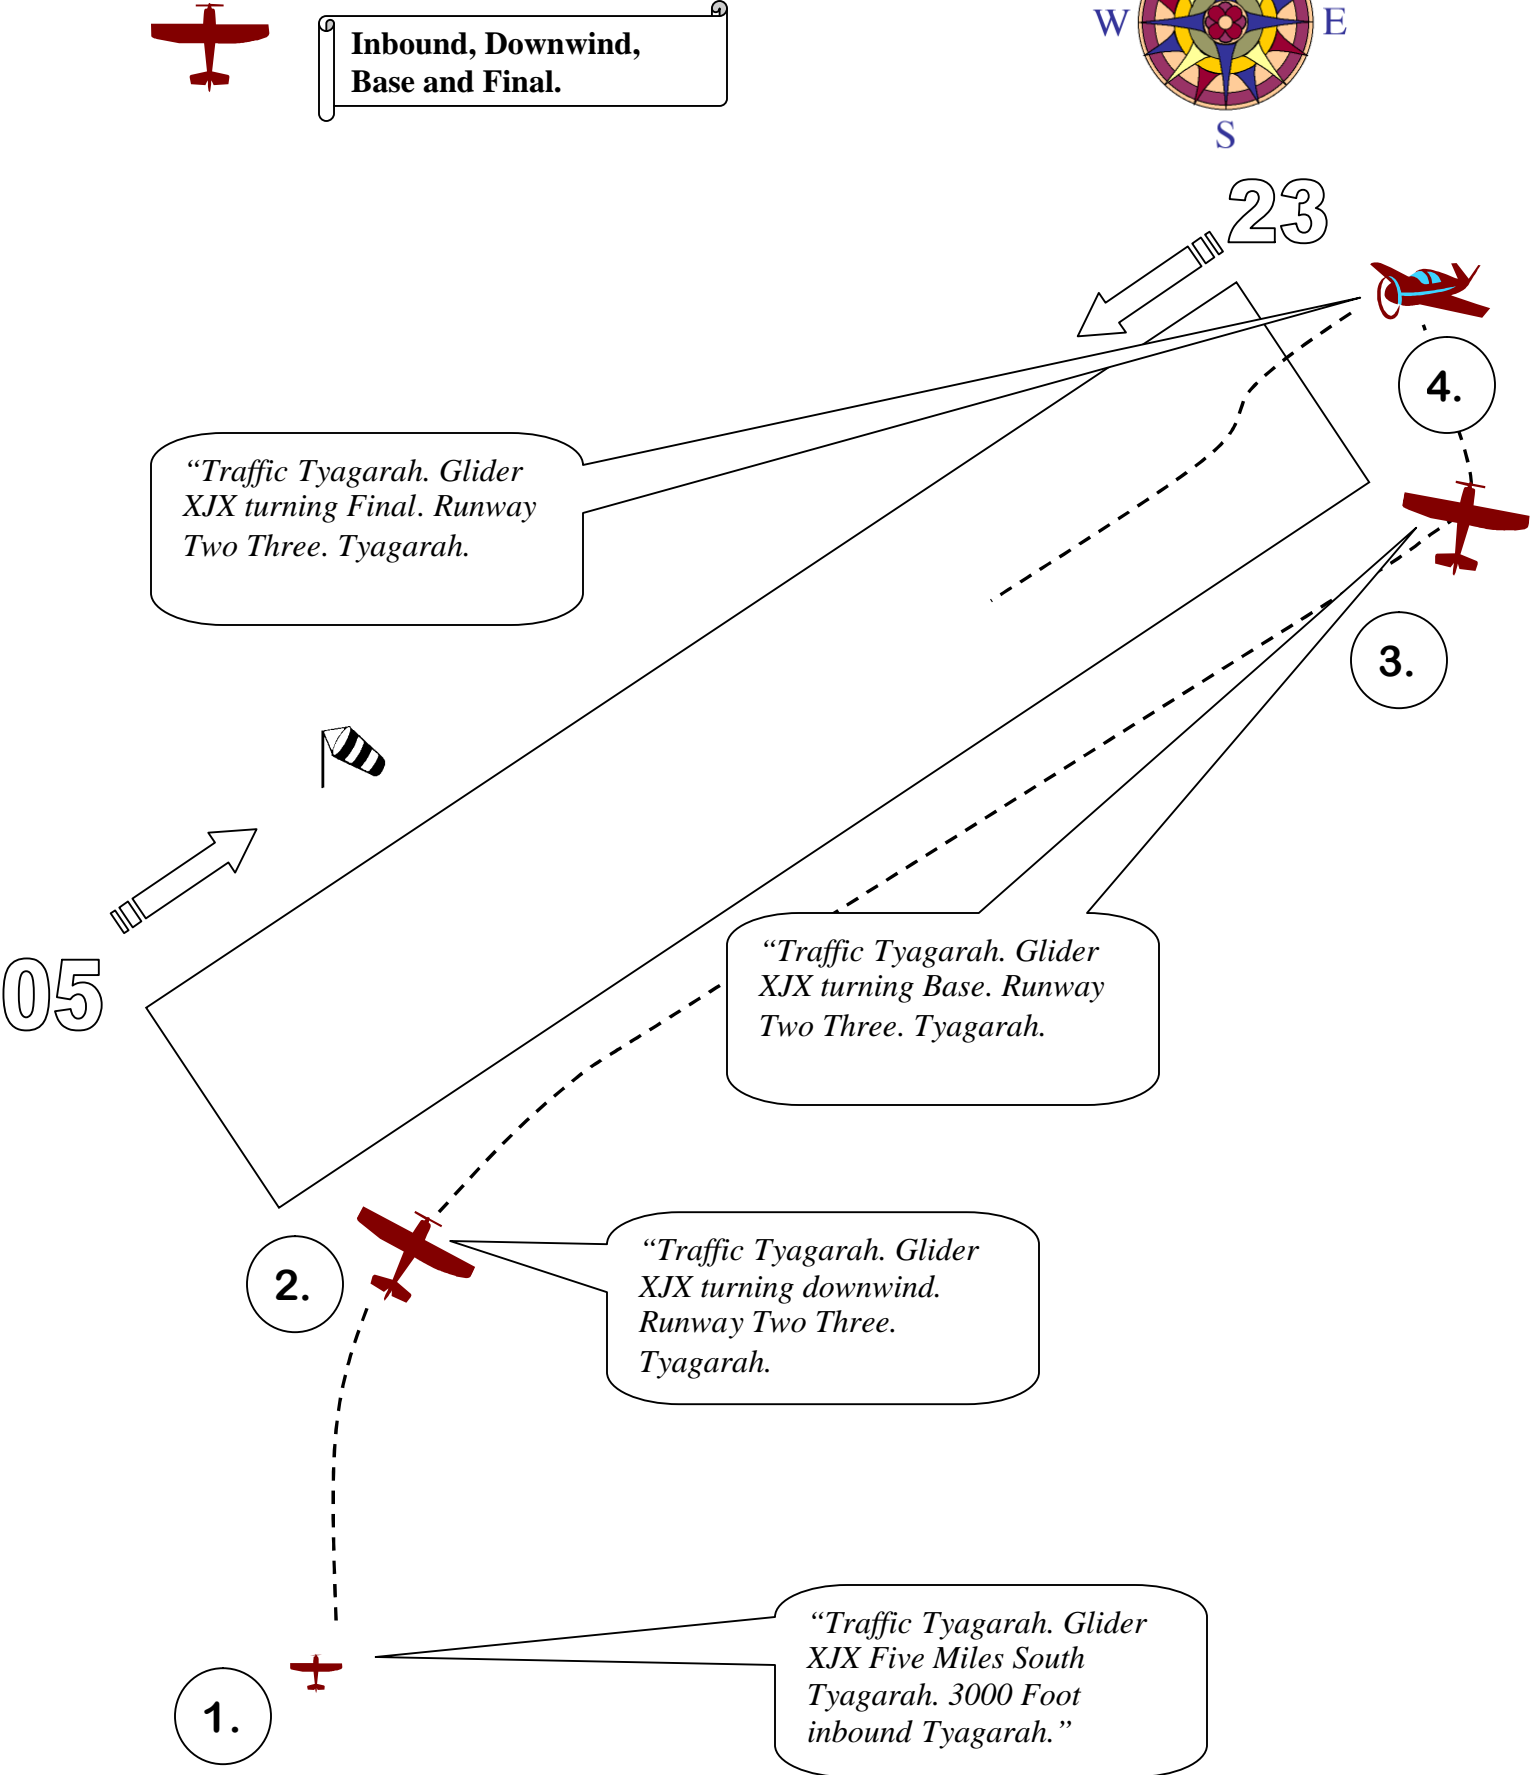 Inbound, Downwind,
Base and Final.
W
E
S
23
4.
“Traffic Tyagarah. Glider
XJX turning Final. Runway
Two Three. Tyagarah.
3.
05
“Traffic Tyagarah. Glider
XJX turning Base. Runway
Two Three. Tyagarah.
2.
“Traffic Tyagarah. Glider
XJX turning downwind.
Runway Two Three.
Tyagarah.
“Traffic Tyagarah. Glider
XJX Five Miles South
Tyagarah. 3000 Foot
inbound Tyagarah.”
1.